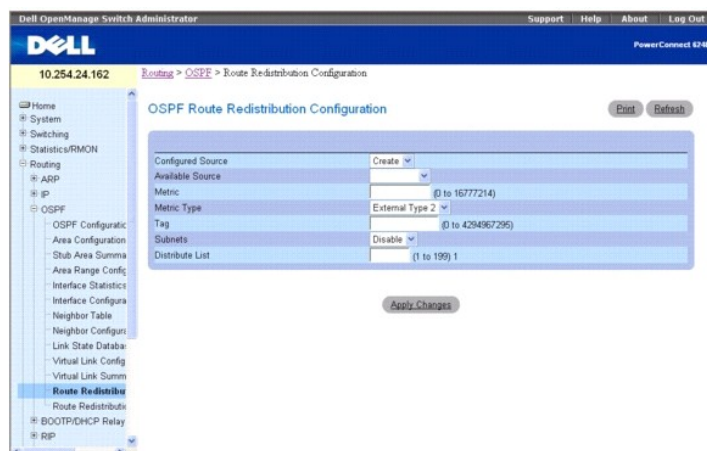 Dell OpenManage Switch Administrator
Support Help About Log Out
DELL
PowerConnect 6248
10.254.24.162
Routing > OSPF > Route Redistribution Configuration
Home
System
Switching
Statistics/RMON
Routing
ARP
IP
OSPF
OSPF Configuratic
Area Configuration
Stub Area Summa
Area Range Config
Interface Statistics
Interface Configura
Neighbor Table
Neighbor Configura
Link State Databa
Virtual Link Config
Virtual Link Summ
Route Redistribu
Route Redistributi
BOOTP/DHCP Relay
RIP
OSPF Route Redistribution Configuration
Print Refresh
Configured Source Create
Available Source
Metric (0 to 16777214)
Metric Type External Type 2
Tag (0 to 4294967295)
Subnets Disable
Distribute List (1 to 199) 1
Apply Changes